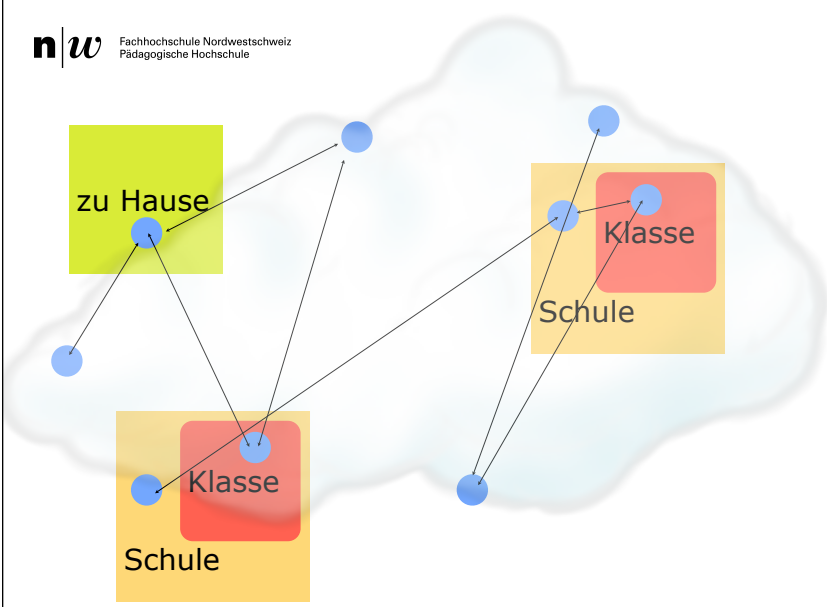 n|w Fachhochschule Nordwestschweiz
Pädagogische Hochschule
zu Hause
Klasse
Schule
Klasse
Schule